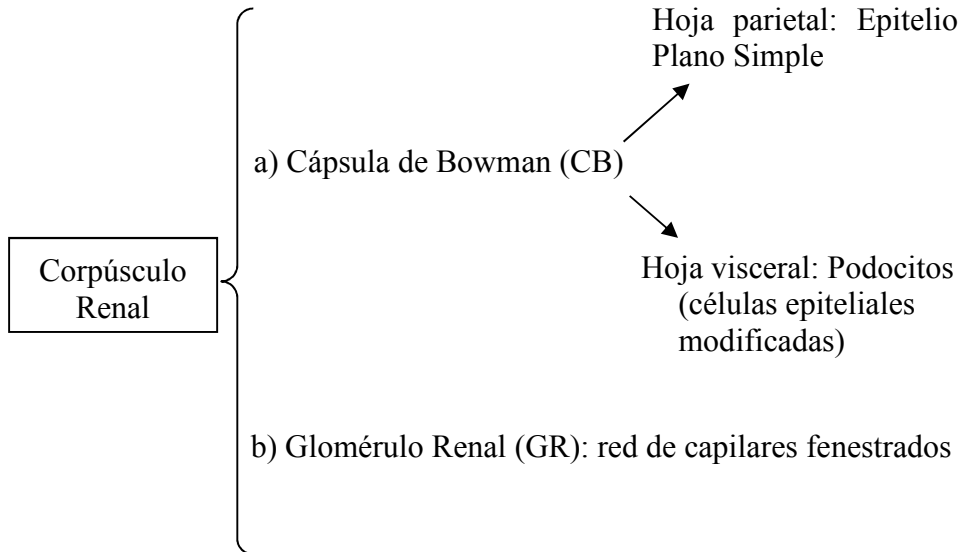 Hoja parietal: Epitelio
Plano Simple
a) Cápsula de Bowman (CB)
Corpúsculo
Renal
Hoja visceral: Podocitos
(células epiteliales
modificadas)
b) Glomérulo Renal (GR): red de capilares fenestrados